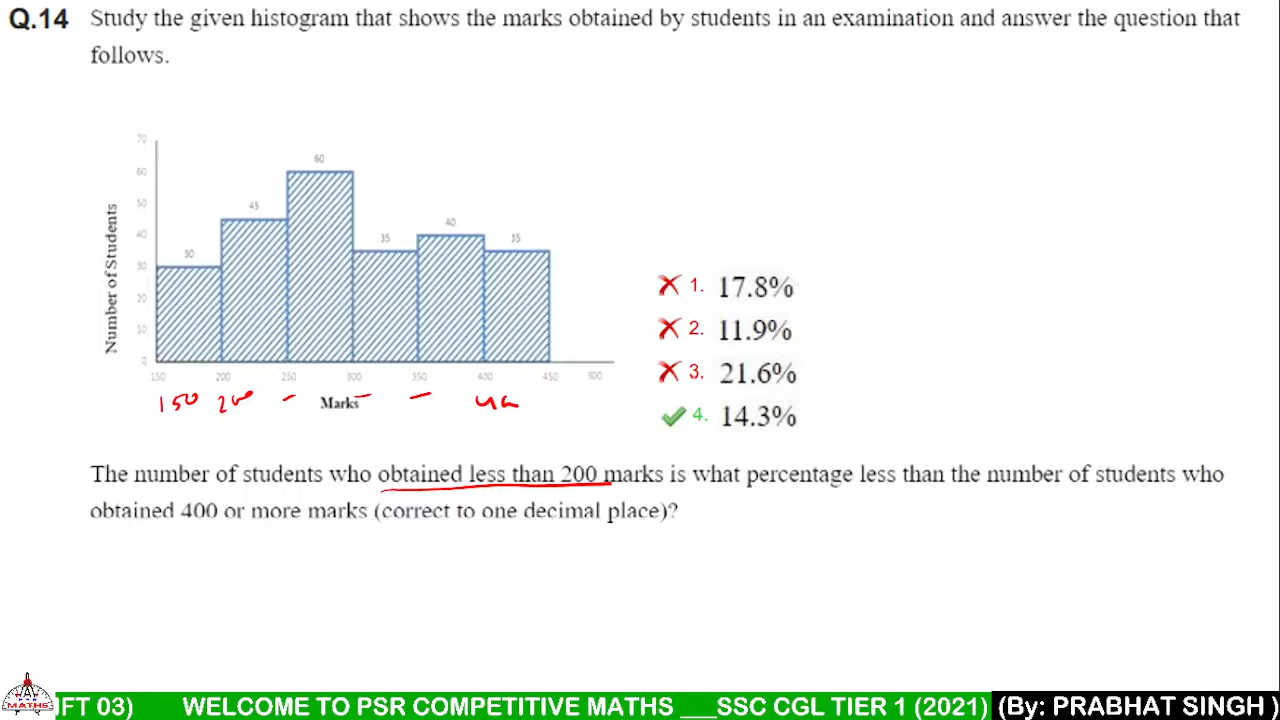 Q.14 Study the given histogram that shows the marks obtained by students in an examination and answer the question that
follows.
70
60
60
50
45
40
40
35
35
30
30
20
10
0
Number of Students
150 200 250 300 350 400 450 500
150 200 - - -
Marks
1. 17.8%
2. 11.9%
3. 21.6%
4. 14.3%
The number of students who obtained less than 200 marks is what percentage less than the number of students who
obtained 400 or more marks (correct to one decimal place)?
MATHS
IFT 03) WELCOME TO PSR COMPETITIVE MATHS ___SSC CGL TIER 1 (2021) (By: PRABHAT SINGH )